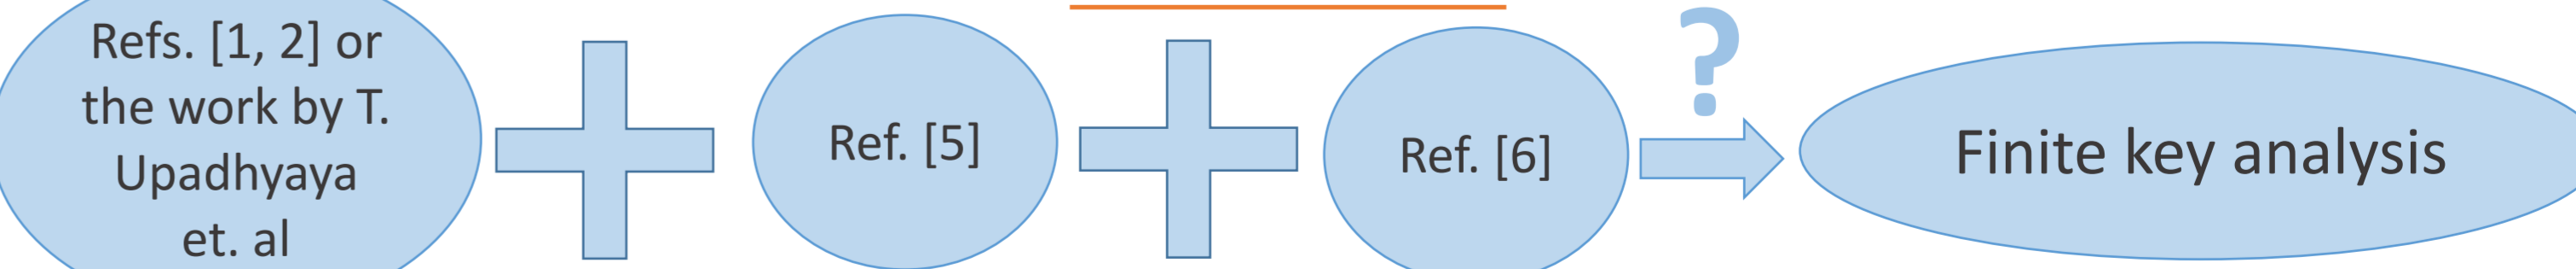 Refs. [1, 2] or
the work by T.
Upadhyaya
et. al
Ref. [5]
Ref. [6]
?
Finite key analysis